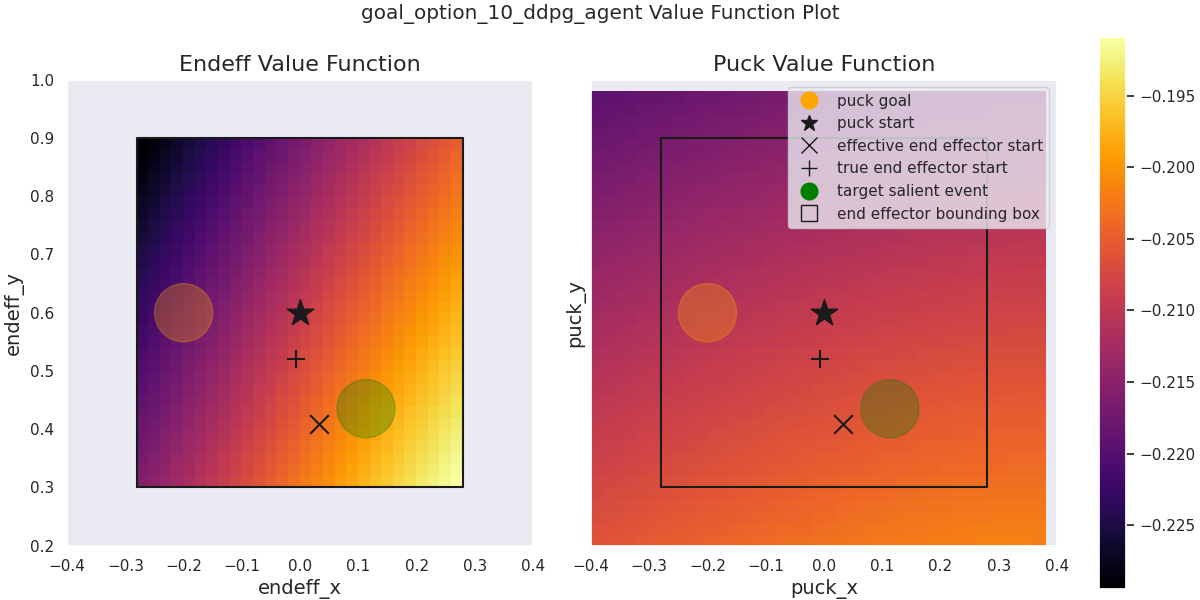 goal_option_10_ddpg_agent Value Function Plot
Endeff Value Function
1.0
0.9
0.8
0.7
0.6
0.5
0.4
0.3
0.2
endeff_y
−0.4
−0.3
−0.2
−0.1
0.0
0.1
0.2
0.3
0.4
endeff_x
Puck Value Function
puck goal
puck start
effective end effector start
true end effector start
target salient event
end effector bounding box
puck_y
−0.4
−0.3
−0.2
−0.1
0.0
0.1
0.2
0.3
0.4
puck_x
−0.195
−0.200
−0.205
−0.210
−0.215
−0.220
−0.225